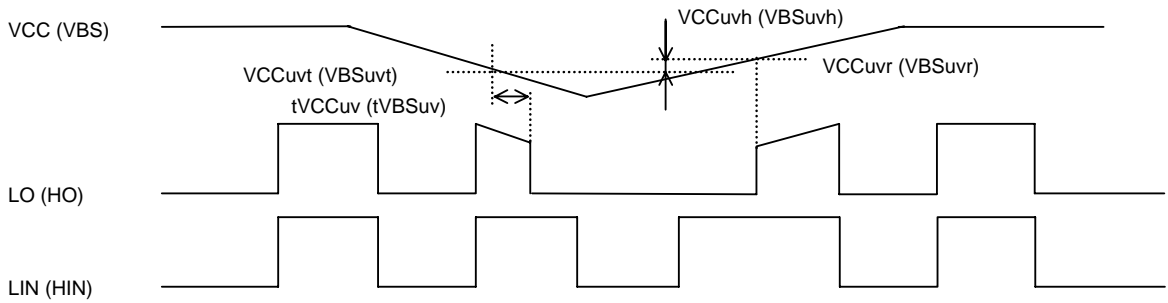 VCCuvh (VBSuvh)
VCC (VBS)
VCCuvr (VBSuvr)
VCCuvt (VBSuvt)
tVCCuv (tVBSuv)
LO (HO)
LIN (HIN)